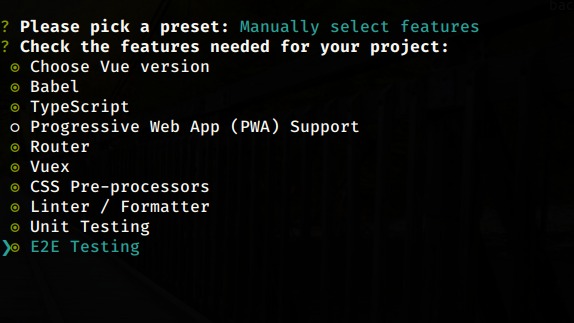 ? Please pick a preset: Manually select features
? Check the features needed for your project:
◉ Choose Vue version
◉ Babel
◉ TypeScript
◯ Progressive Web App (PWA) Support
◉ Router
◉ Vuex
◉ CSS Pre-processors
◉ Linter / Formatter
◉ Unit Testing
❯◉ E2E Testing